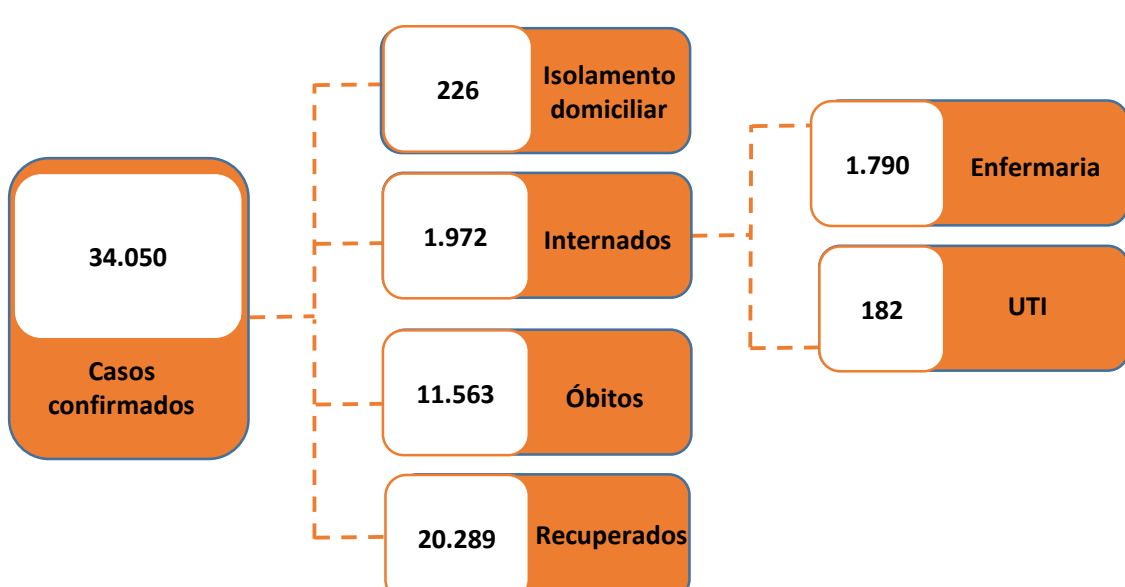 34.050
Casos
confirmados
226
Isolamento
domiciliar
1.972
Internados
11.563
Óbitos
20.289
Recuperados
1.790
Enfermaria
182
UTI